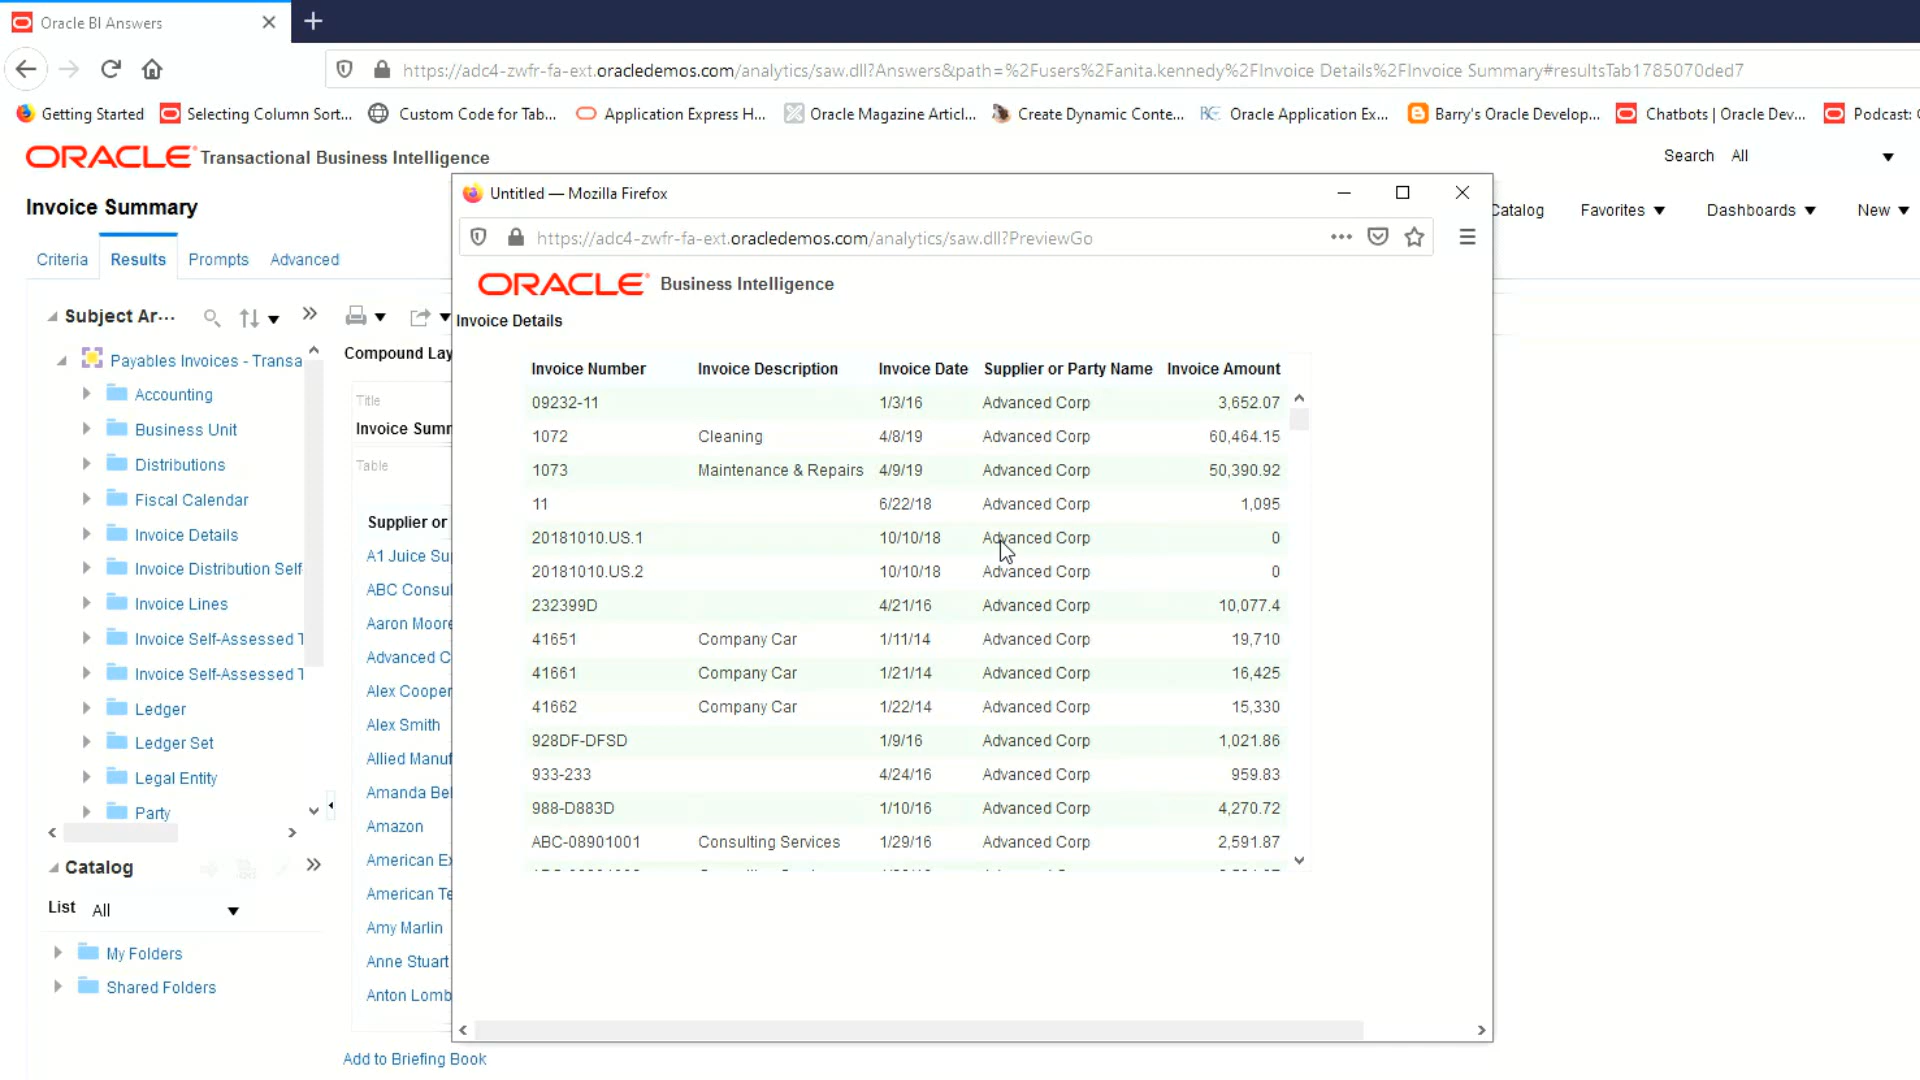 Oracle BI Answers
https://adc4-zwfr-fa-ext.oracledemos.com/analytics/saw.dll?Answers&path=%2Fusers%2Fanita.kennedy%2FInvoice Details%2FInvoice Summary#resultsTab1785070ded7
Getting Started Selecting Column Sort... Custom Code for Tab... Application Express H... Oracle Magazine Articl... Create Dynamic Conte... Oracle Application Ex... Barry's Oracle Develop... Chatbots | Oracle Dev... Podcast:
ORACLE Transactional Business Intelligence
Search All
Invoice Summary
Catalog Favorites Dashboards New
Criteria Results Prompts Advanced
Subject Ar...
Payables Invoices - Transa
Accounting
Business Unit
Distributions
Fiscal Calendar
Invoice Details
Invoice Distribution Self
Invoice Lines
Invoice Self-Assessed T
Invoice Self-Assessed T
Ledger
Ledger Set
Legal Entity
Party
Catalog
List All
My Folders
Shared Folders
Compound Lay
Title
Invoice Summ
Table
Supplier or
A1 Juice Su
ABC Consul
Aaron Moore
Advanced C
Alex Cooper
Alex Smith
Allied Manuf
Amanda Bel
Amazon
American Ex
American Te
Amy Marlin
Anne Stuart
Anton Lomb
Add to Briefing Book
Untitled — Mozilla Firefox
https://adc4-zwfr-fa-ext.oracledemos.com/analytics/saw.dll?PreviewGo
ORACLE Business Intelligence
Invoice Details
Invoice Number Invoice Description Invoice Date Supplier or Party Name Invoice Amount
09232-11 1/3/16 Advanced Corp 3,652.07
1072 Cleaning 4/8/19 Advanced Corp 60,464.15
1073 Maintenance & Repairs 4/9/19 Advanced Corp 50,390.92
11 6/22/18 Advanced Corp 1,095
20181010.US.1 10/10/18 Advanced Corp 0
20181010.US.2 10/10/18 Advanced Corp 0
232399D 4/21/16 Advanced Corp 10,077.4
41651 Company Car 1/11/14 Advanced Corp 19,710
41661 Company Car 1/21/14 Advanced Corp 16,425
41662 Company Car 1/22/14 Advanced Corp 15,330
928DF-DFSD 1/9/16 Advanced Corp 1,021.86
933-233 4/24/16 Advanced Corp 959.83
988-D883D 1/10/16 Advanced Corp 4,270.72
ABC-08901001 Consulting Services 1/29/16 Advanced Corp 2,591.87